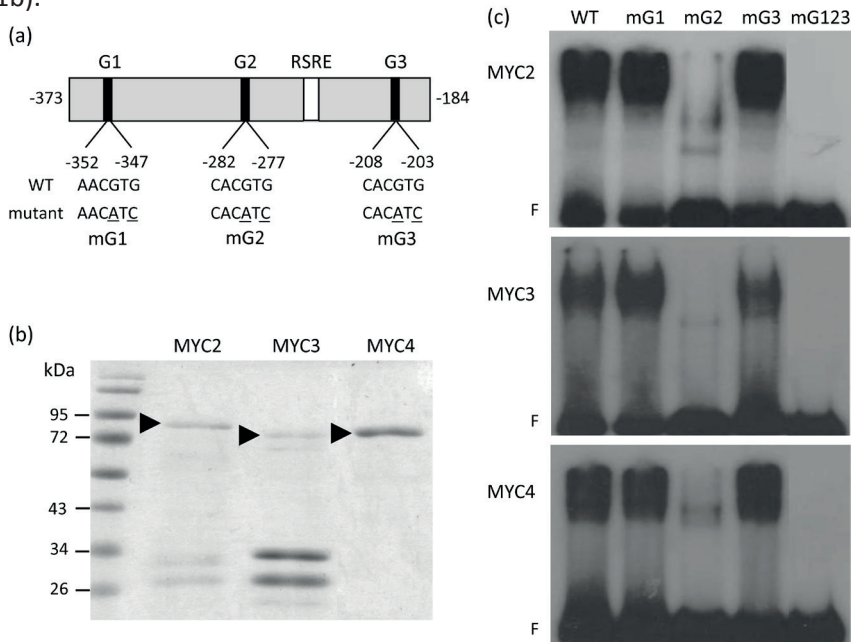 1b).
(a)
G1 G2 RSRE G3
-373 -184
-352 -347 -282 -277 -208 -203
WT AACGTG CACGTG CACGTG
mutant AACATC CACATC CACATC
mG1 mG2 mG3
(b)
MYC2 MYC3 MYC4
kDa
95
72
43
34
26
(c)
WT mG1 mG2 mG3 mG123
MYC2
F
MYC3
F
MYC4
F